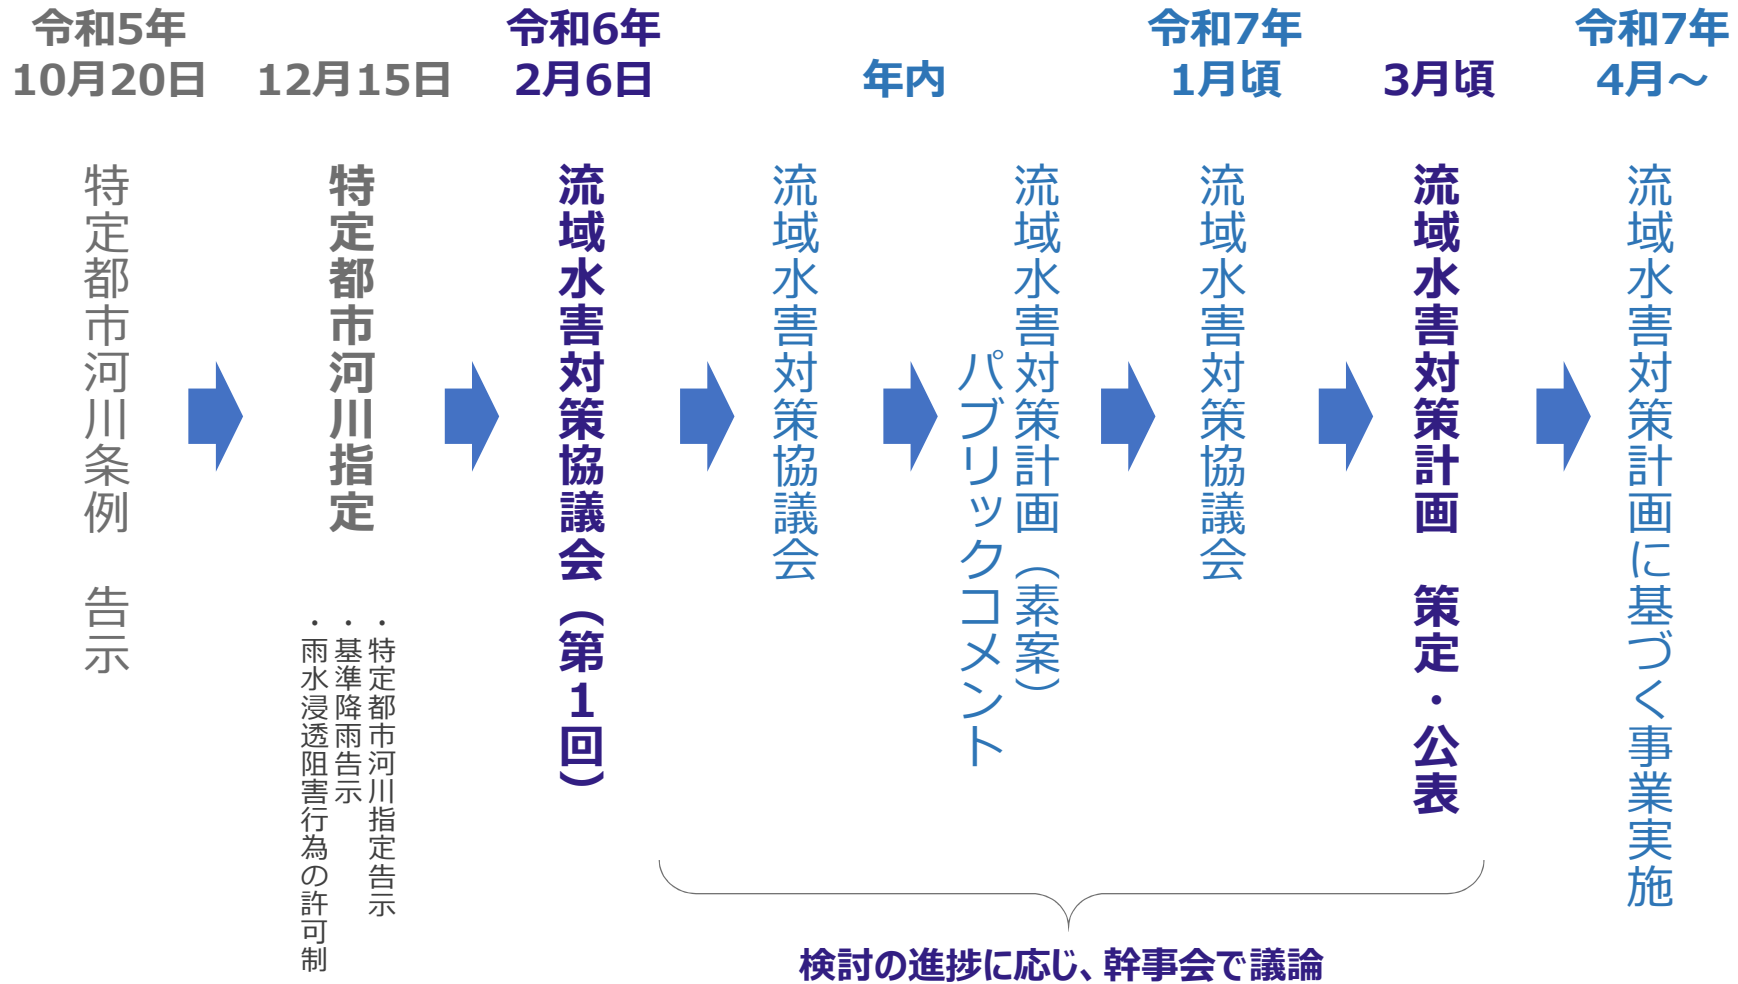 令和5年
10月20日
12月15日
令和6年
2月6日
年内
令和7年
1月頃
3月頃
令和7年
4月～
特定都市河川条例　告示
特定都市河川指定
・特定都市河川指定告示
・基準降雨告示
・雨水浸透阻害行為の許可制
流域水害対策協議会（第1回）
流域水害対策協議会
流域水害対策計画（素案）
パブリックコメント
流域水害対策協議会
流域水害対策計画　策定・公表
流域水害対策計画に基づく事業実施
検討の進捗に応じ、幹事会で議論